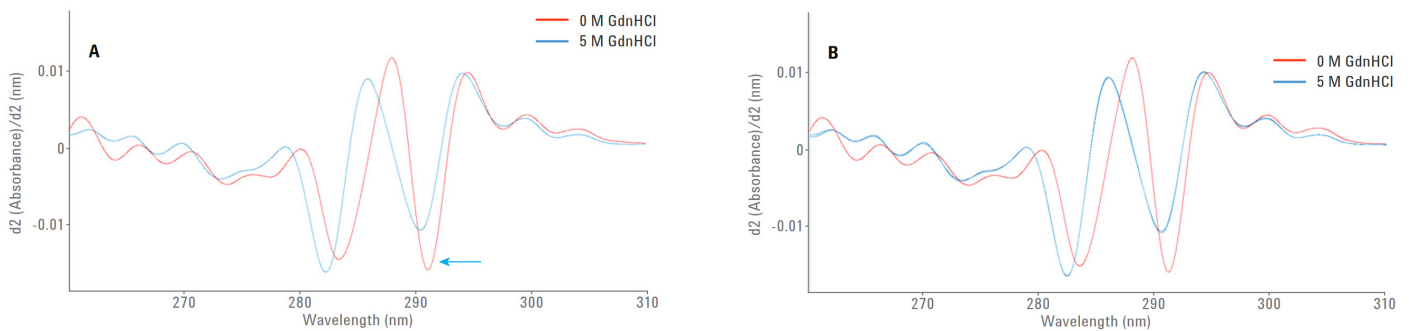 A
0 M GdnHCl
5 M GdnHCl
d2 (Absorbance)/d2 (nm)
0.01
0
-0.01
270
280
290
300
310
Wavelength (nm)
B
0 M GdnHCl
5 M GdnHCl
d2 (Absorbance)/d2 (nm)
0.01
0
-0.01
270
280
290
300
310
Wavelength (nm)